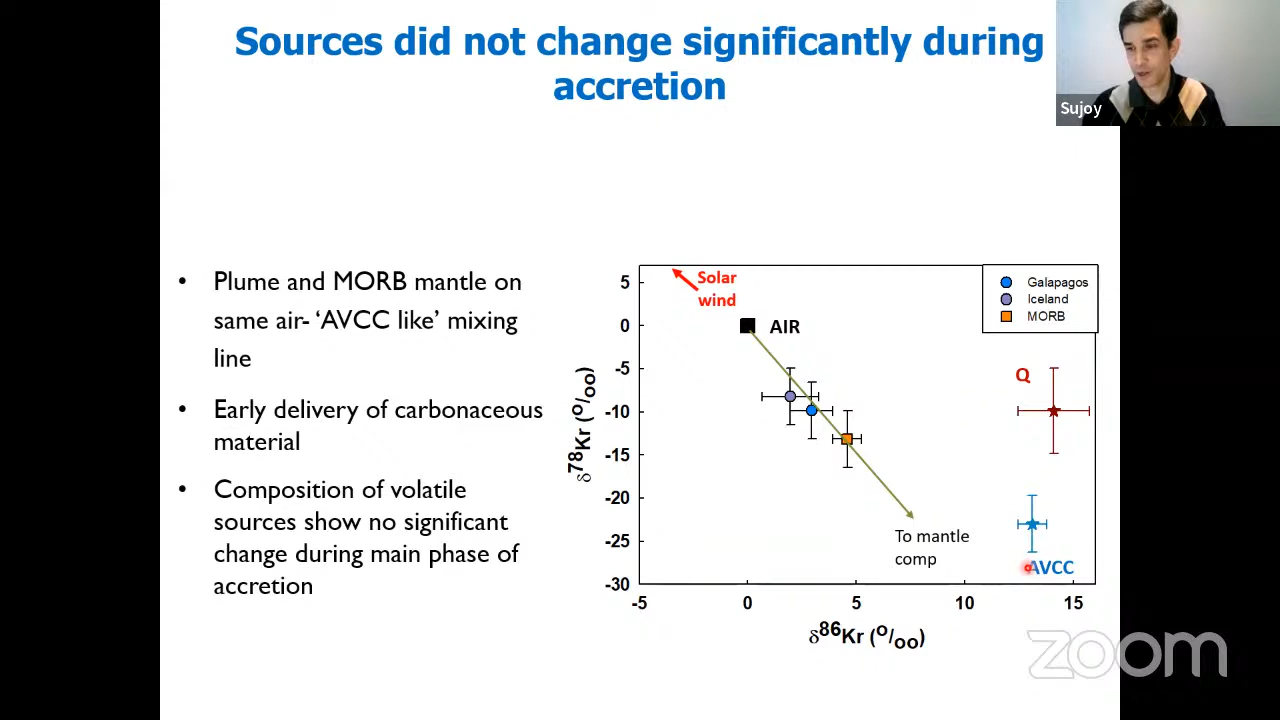 Sources did not change significantly during
accretion
Sujoy
• Plume and MORB mantle on
same air- ‘AVCC like’ mixing
line
• Early delivery of carbonaceous
material
• Composition of volatile
sources show no significant
change during main phase of
accretion
Solar
wind
AIR
Galapagos
Iceland
MORB
Q
To mantle
comp
AVCC
5
0
-5
-10
-15
-20
-25
-30
δ78Kr (o/oo)
-5 0 5 10 15
δ86Kr (o/oo)
zoom